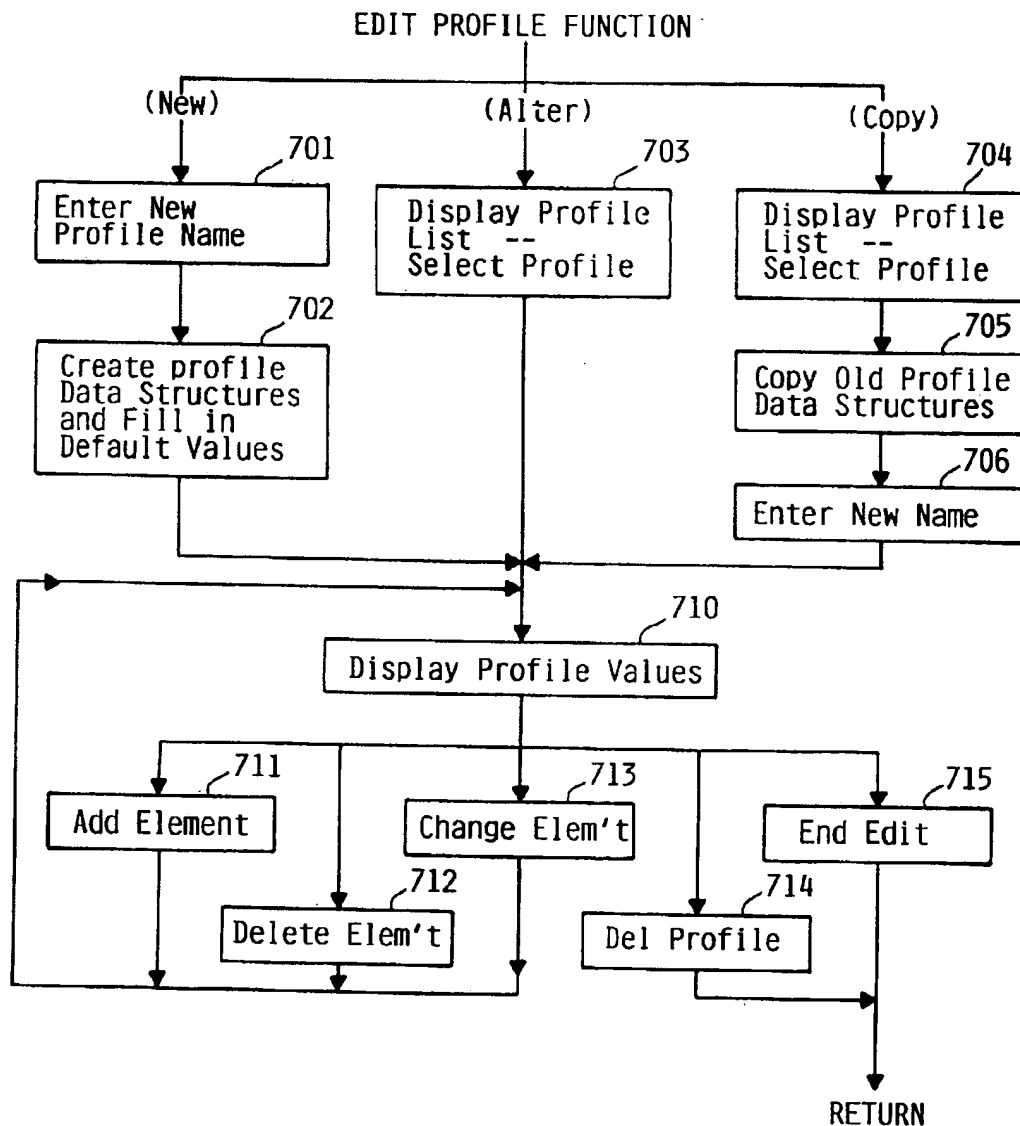 EDIT PROFILE FUNCTION
(New)
(Alter)
(Copy)
701
703
704
Enter New
Profile Name
Display Profile
List --
Select Profile
Display Profile
List --
Select Profile
702
705
Create profile
Data Structures
and Fill in
Default Values
Copy Old Profile
Data Structures
706
Enter New Name
710
Display Profile Values
711
713
715
Add Element
Change Elem't
End Edit
712
714
Delete Elem't
Del Profile
RETURN